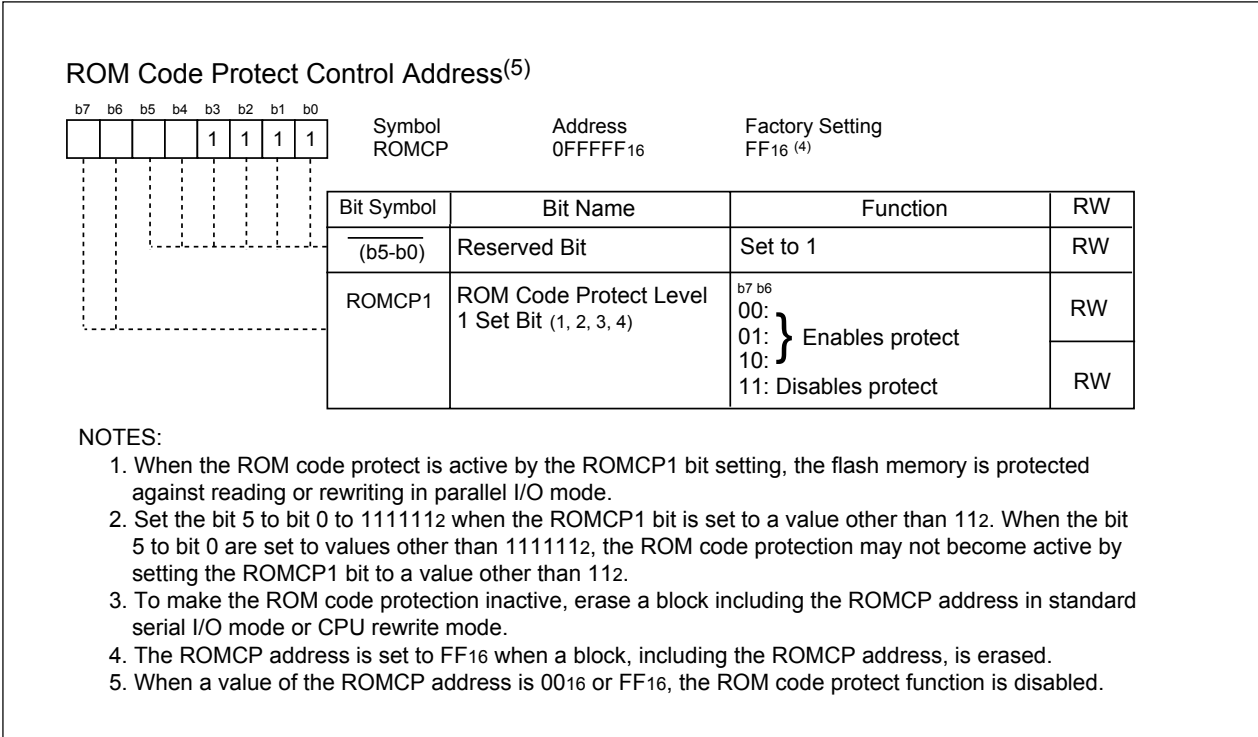 ROM Code Protect Control Address(5)
b7 b6 b5 b4 b3 b2 b1 b0
1 1 1 1
Symbol Address Factory Setting
ROMCP 0FFFFF16 FF16 (4)
Bit Symbol Bit Name Function RW
(b5-b0) Reserved Bit Set to 1 RW
ROMCP1 ROM Code Protect Level 1 Set Bit (1, 2, 3, 4)
b7 b6
00:
01: } Enables protect
10:
11: Disables protect
RW
RW
NOTES:
1. When the ROM code protect is active by the ROMCP1 bit setting, the flash memory is protected
against reading or rewriting in parallel I/O mode.
2. Set the bit 5 to bit 0 to 1111112 when the ROMCP1 bit is set to a value other than 112. When the bit
5 to bit 0 are set to values other than 1111112, the ROM code protection may not become active by
setting the ROMCP1 bit to a value other than 112.
3. To make the ROM code protection inactive, erase a block including the ROMCP address in standard
serial I/O mode or CPU rewrite mode.
4. The ROMCP address is set to FF16 when a block, including the ROMCP address, is erased.
5. When a value of the ROMCP address is 0016 or FF16, the ROM code protect function is disabled.